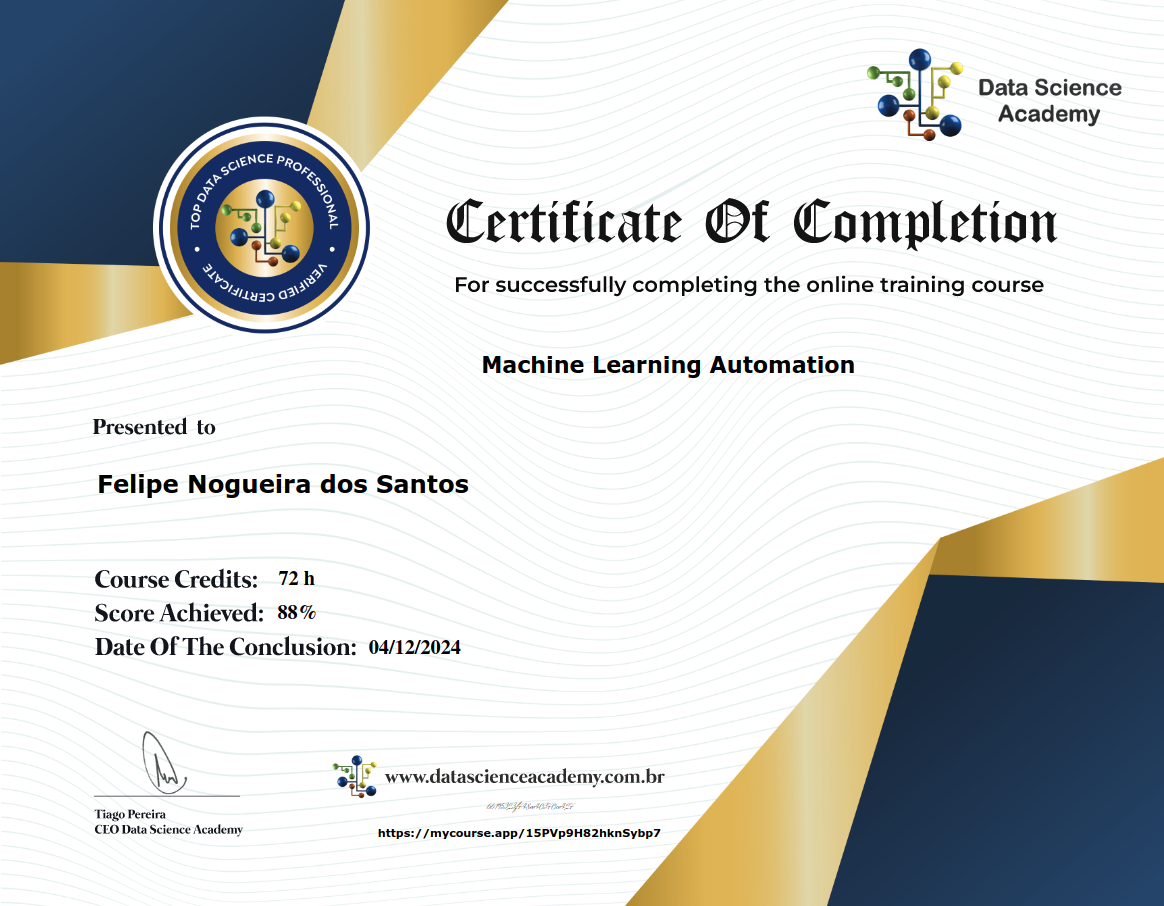 Data Science
Academy
TOP DATA SCIENCE PROFESSIONAL
VERIFIED CERTIFICATE
Certificate Of Completion
For successfully completing the online training course
Machine Learning Automation
Presented to
Felipe Nogueira dos Santos
Course Credits: 72 h
Score Achieved: 88%
Date Of The Conclusion: 04/12/2024
www.datascienceacademy.com.br
Tiago Pereira
CEO Data Science Academy
https://mycourse.app/15PVp9H82hknSybp7